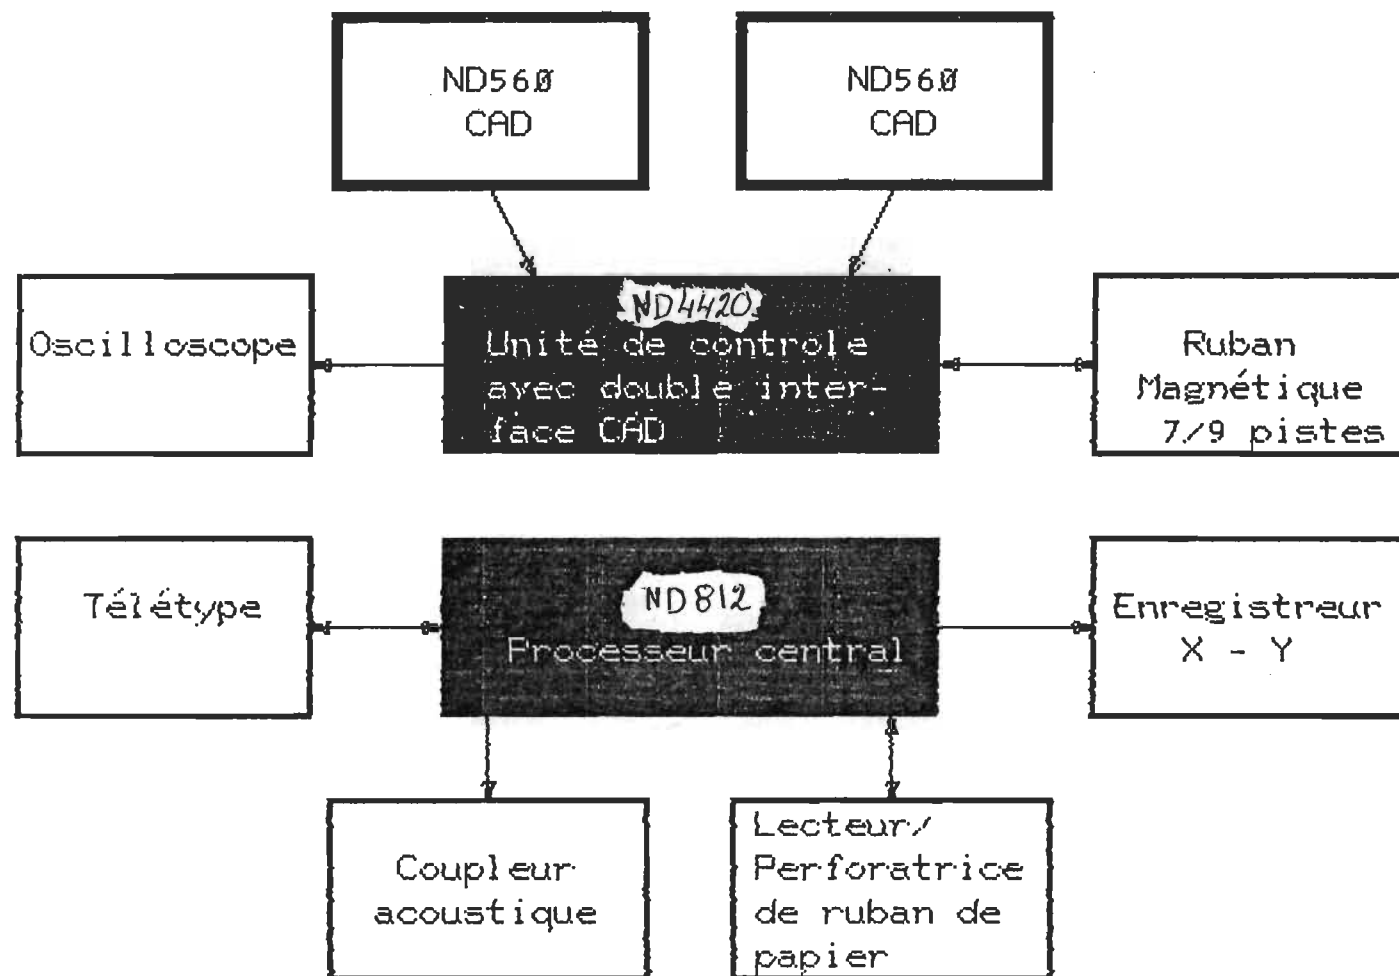 ND560
CAD
ND560
CAD
Oscilloscope
ND4420
Unité de controle
avec double inter-
face CAD
Ruban
Magnétique
7/9 pistes
Télétype
ND812
Processeur central
Enregistreur
X - Y
Coupleur
acoustique
Lecteur/
Perforatrice
de ruban de
papier